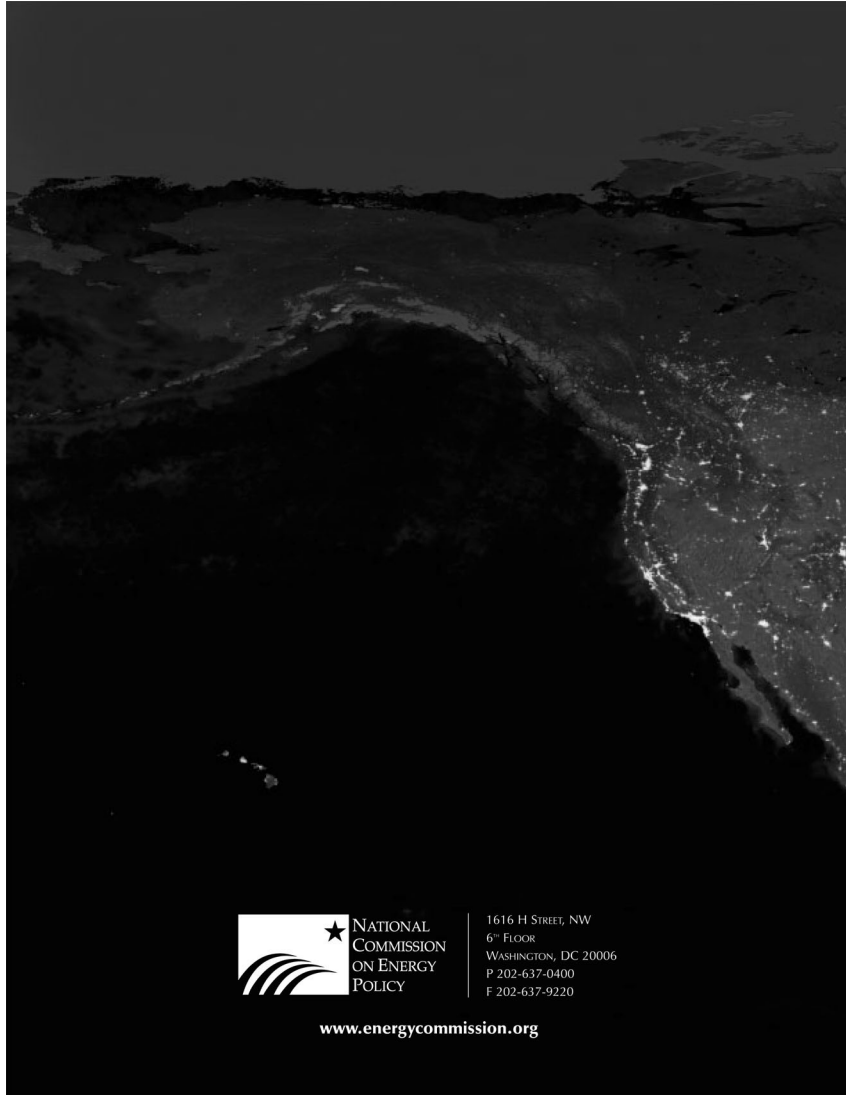 NATIONAL
COMMISSION
ON ENERGY
POLICY
1616 H STREET, NW
6TH FLOOR
WASHINGTON, DC 20006
P 202-637-0400
F 202-637-9220
www.energycommission.org